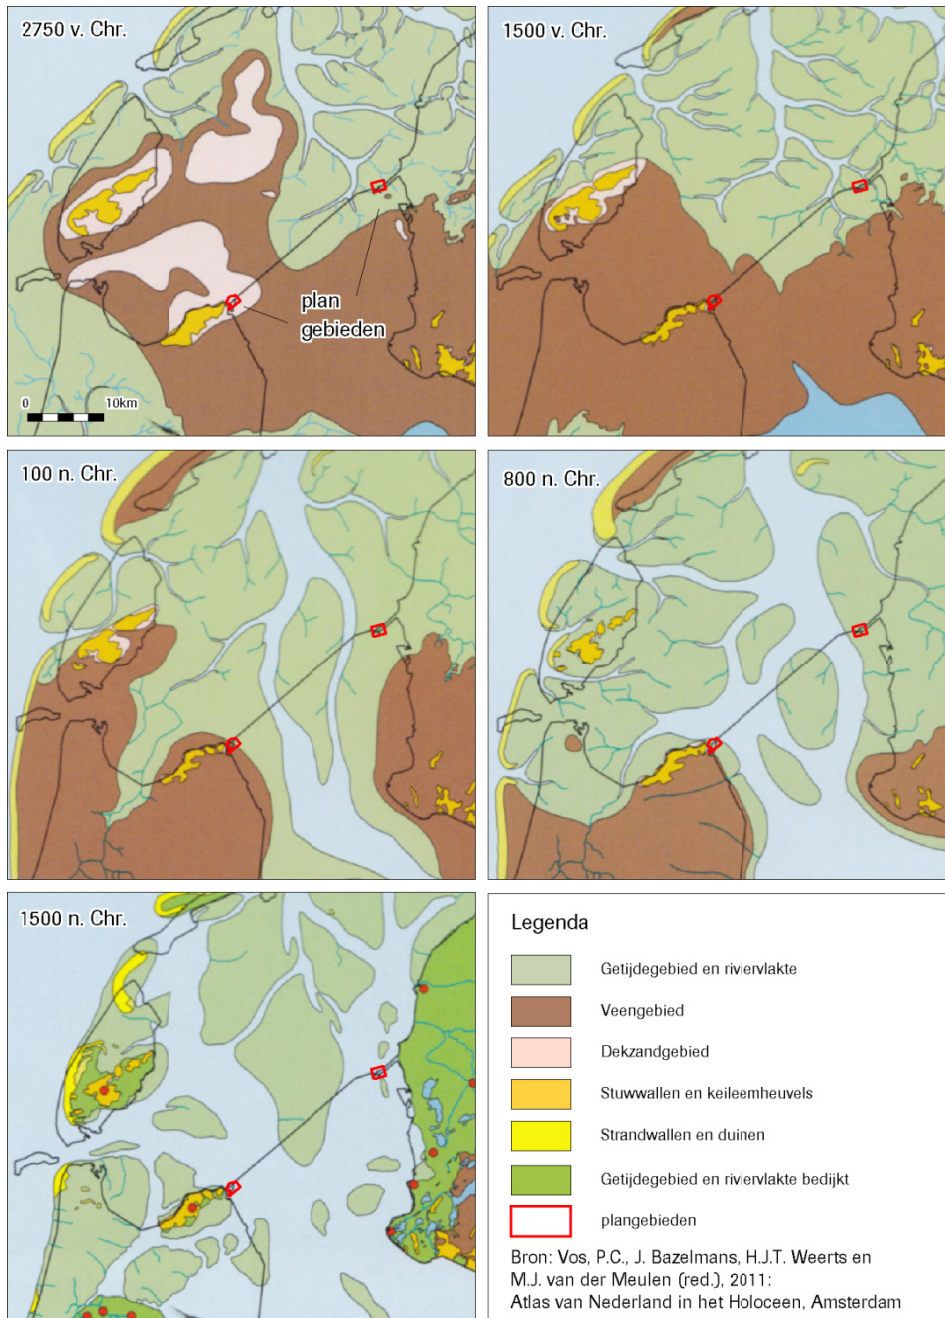 2750 v. Chr.
1500 v. Chr.
plan
gebieden
0 10km
100 n. Chr.
800 n. Chr.
1500 n. Chr.
Legenda
Getijdegebied en riviervlakte
Veengebied
Dekzandgebied
Stuwwallen en keileemheuvels
Strandwallen en duinen
Getijdegebied en riviervlakte bedijkt
plangebieden
Bron: Vos, P.C., J. Bazelmans, H.J.T. Weerts en
M.J. van der Meulen (red.), 2011:
Atlas van Nederland in het Holoceen, Amsterdam